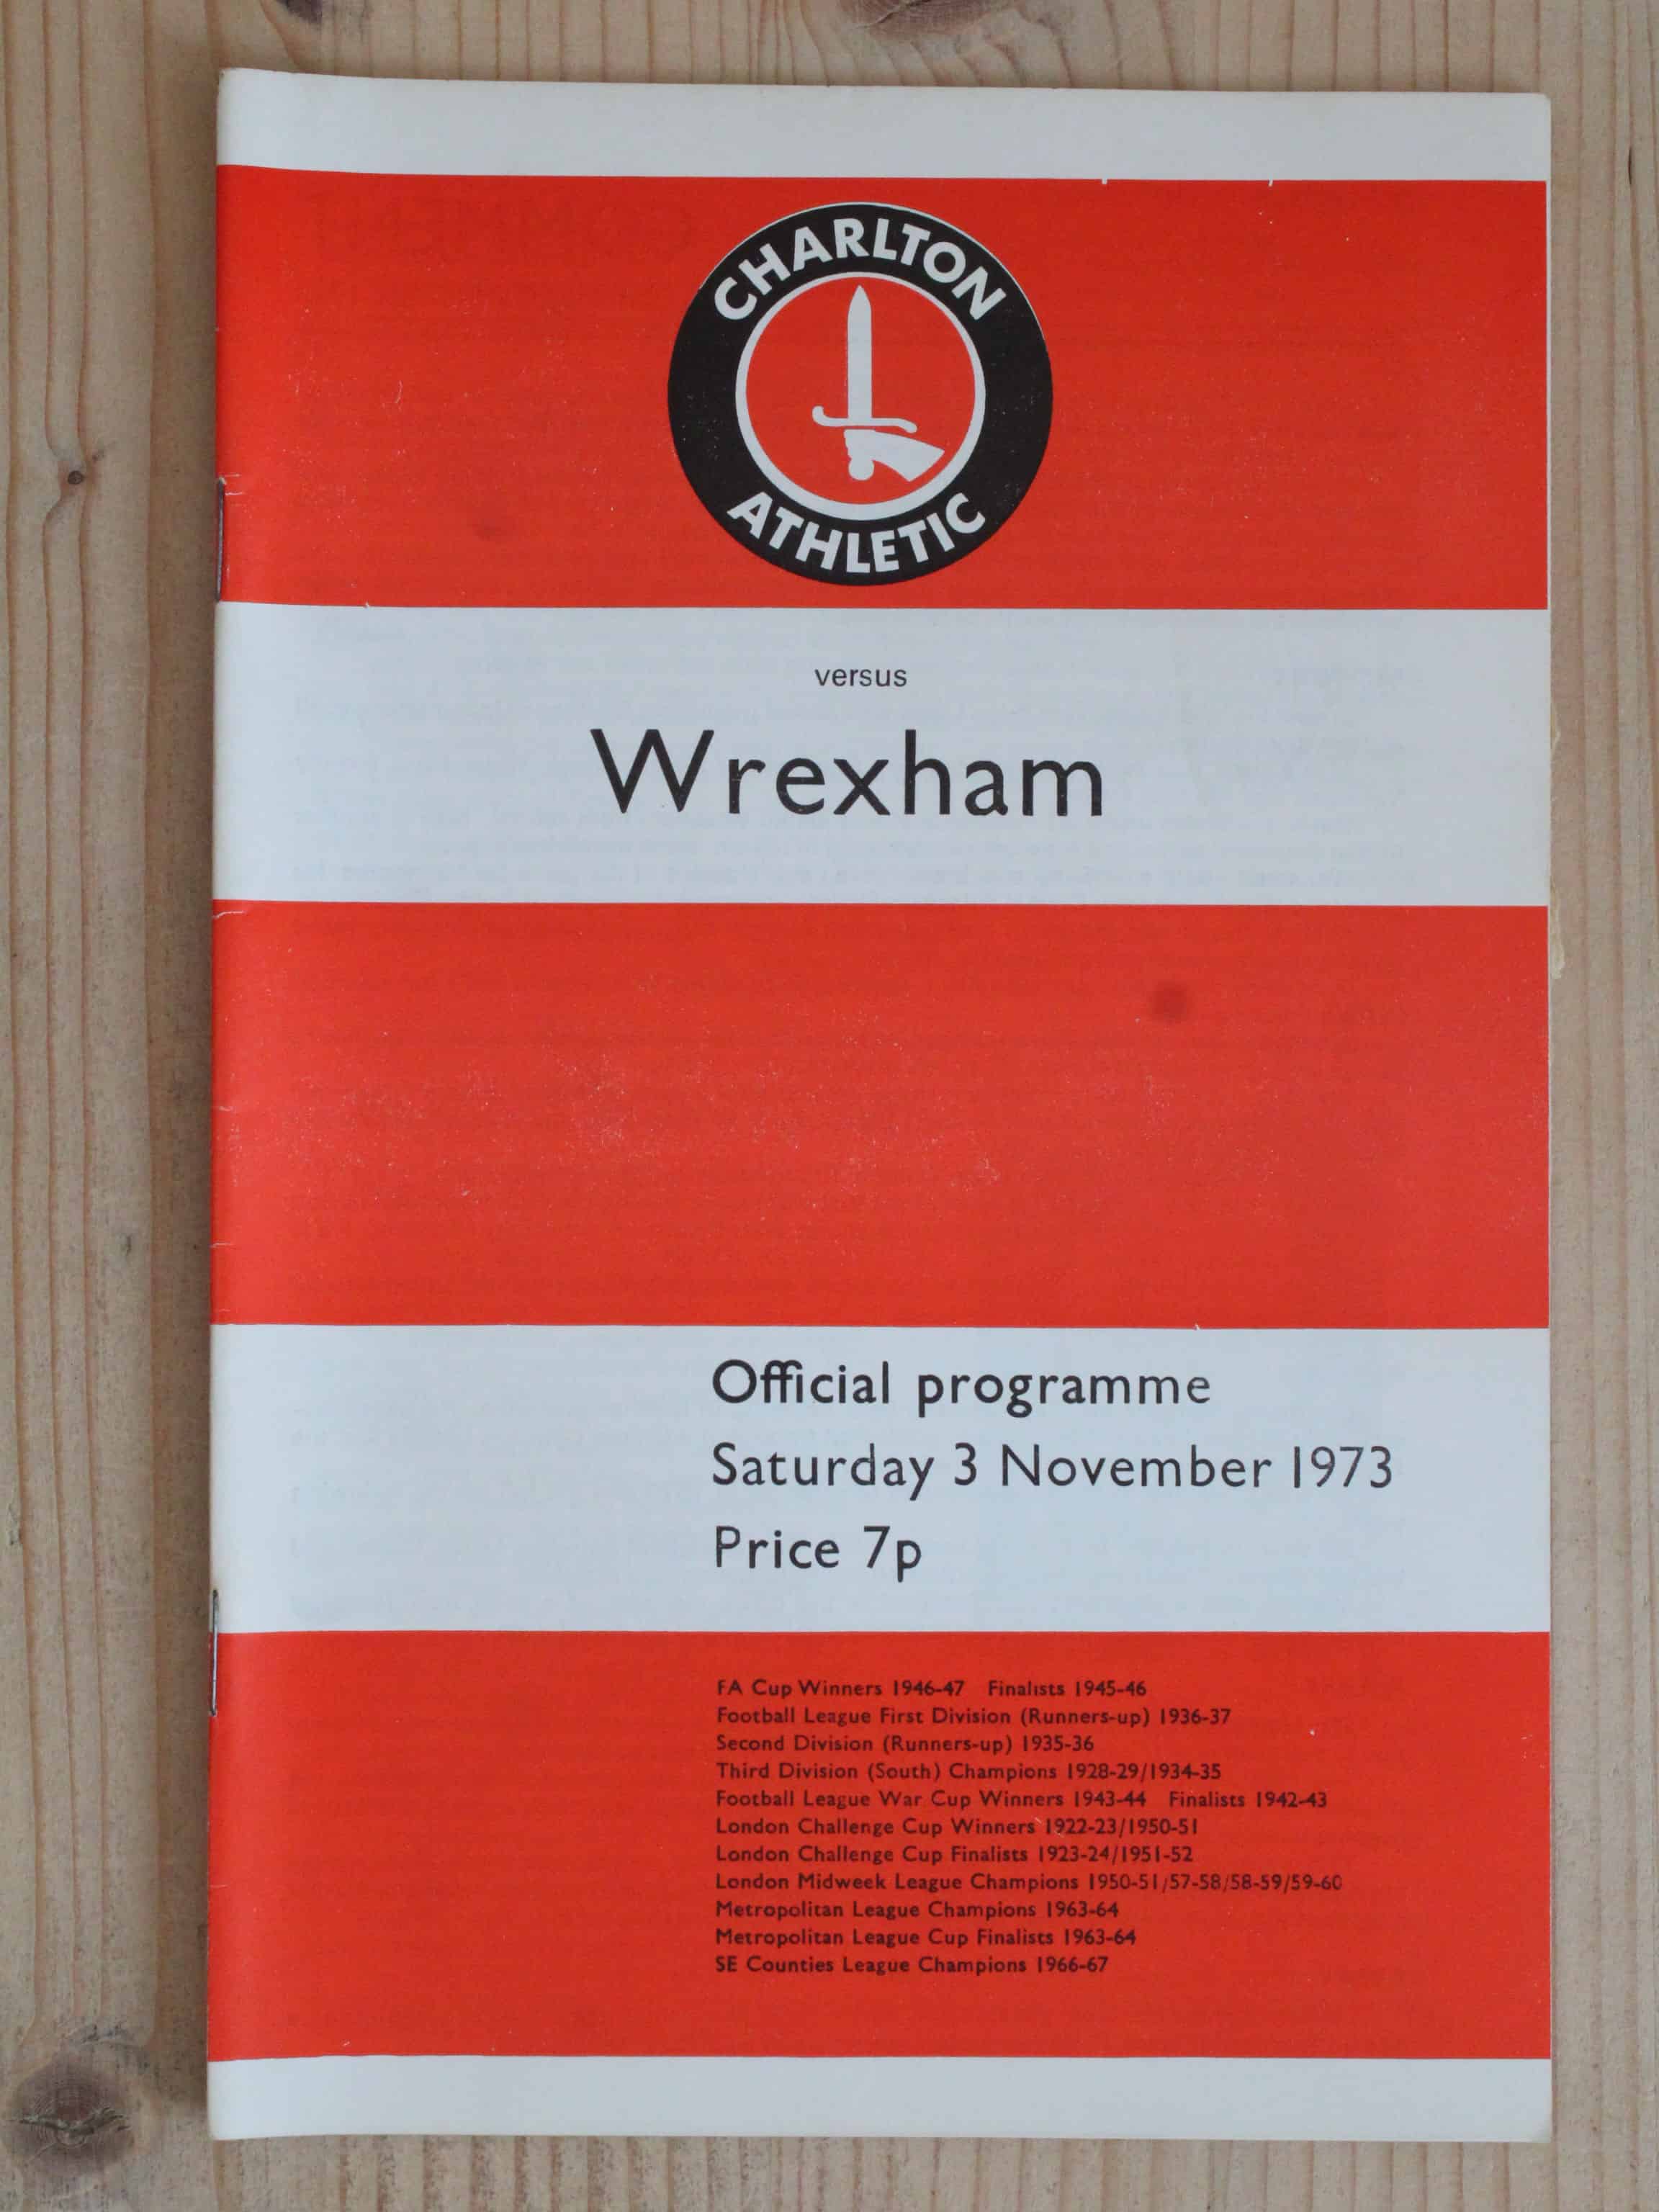 CHARLTON
ATHLETIC
versus
Wrexham
Official programme
Saturday 3 November 1973
Price 7p
FA Cup Winners 1946-47 Finalists 1945-46
Football League First Division (Runners-up) 1936-37
Second Division (Runners-up) 1935-36
Third Division (South) Champions 1928-29/1934-35
Football League War Cup Winners 1943-44 Finalists 1942-43
London Challenge Cup Winners 1922-23/1950-51
London Challenge Cup Finalists 1923-24/1951-52
London Midweek League Champions 1950-51/57-58/58-59/59-60
Metropolitan League Champions 1963-64
Metropolitan League Cup Finalists 1963-64
SE Counties League Champions 1966-67